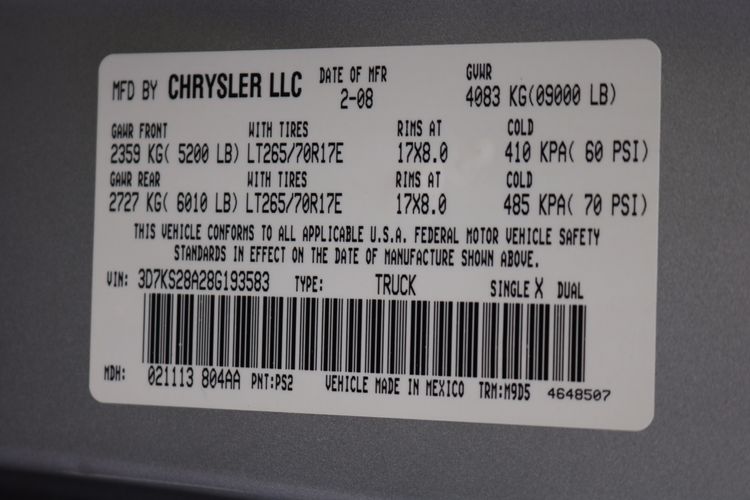 MFD BY CHRYSLER LLC DATE OF MFR GVWR
2-08 4083 KG(09000 LB)
GAWR FRONT WITH TIRES RIMS AT COLD
2359 KG( 5200 LB) LT265/70R17E 17X8.0 410 KPA( 60 PSI)
GAWR REAR WITH TIRES RIMS AT COLD
2727 KG( 6010 LB) LT265/70R17E 17X8.0 485 KPA( 70 PSI)
THIS VEHICLE CONFORMS TO ALL APPLICABLE U.S.A. FEDERAL MOTOR VEHICLE SAFETY
STANDARDS IN EFFECT ON THE DATE OF MANUFACTURE SHOWN ABOVE.
VIN: 3D7KS28A28G193583 TYPE: TRUCK SINGLE X DUAL
MDH: 021113 804AA PNT:PS2 VEHICLE MADE IN MEXICO TRM:M9D5 4648507